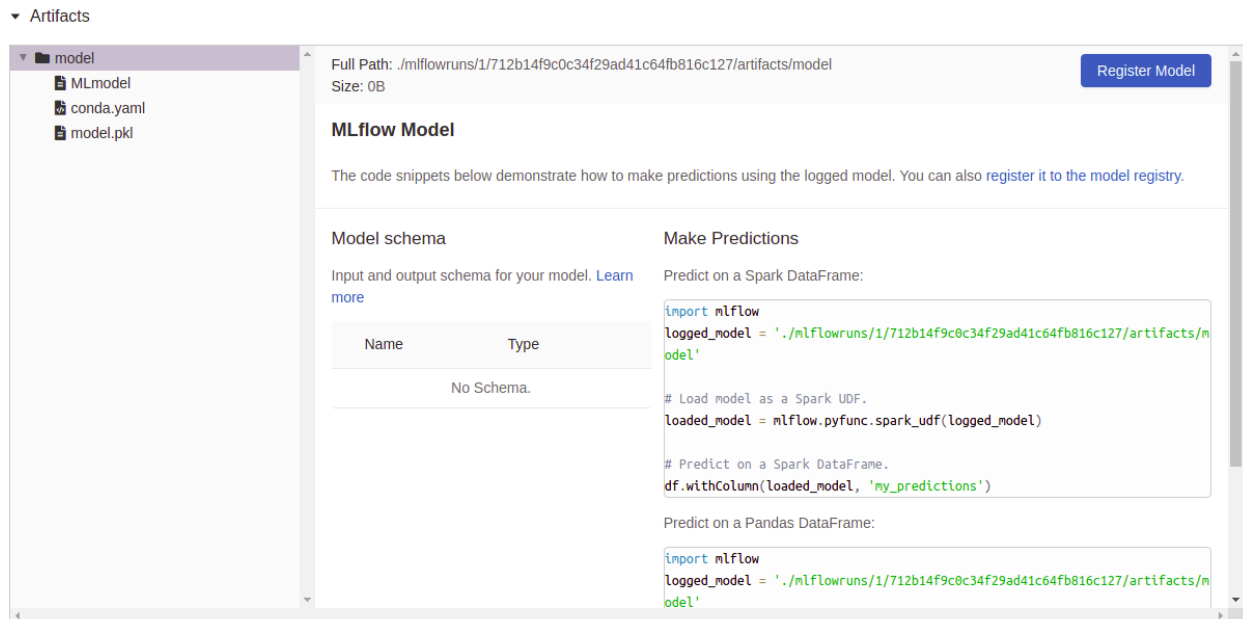 Artifacts
model
MLmodel
conda.yaml
model.pkl
Full Path: ./mlflowruns/1/712b14f9c0c34f29ad41c64fb816c127/artifacts/model
Size: 0B
Register Model
MLflow Model
The code snippets below demonstrate how to make predictions using the logged model. You can also register it to the model registry.
Model schema
Input and output schema for your model. Learn
more
Name Type
No Schema.
Make Predictions
Predict on a Spark DataFrame:
import mlflow
logged_model = './mlflowruns/1/712b14f9c0c34f29ad41c64fb816c127/artifacts/m
odel'
# Load model as a Spark UDF.
loaded_model = mlflow.pyfunc.spark_udf(logged_model)
# Predict on a Spark DataFrame.
df.withColumn(loaded_model, 'my_predictions')
Predict on a Pandas DataFrame:
import mlflow
logged_model = './mlflowruns/1/712b14f9c0c34f29ad41c64fb816c127/artifacts/m
odel'